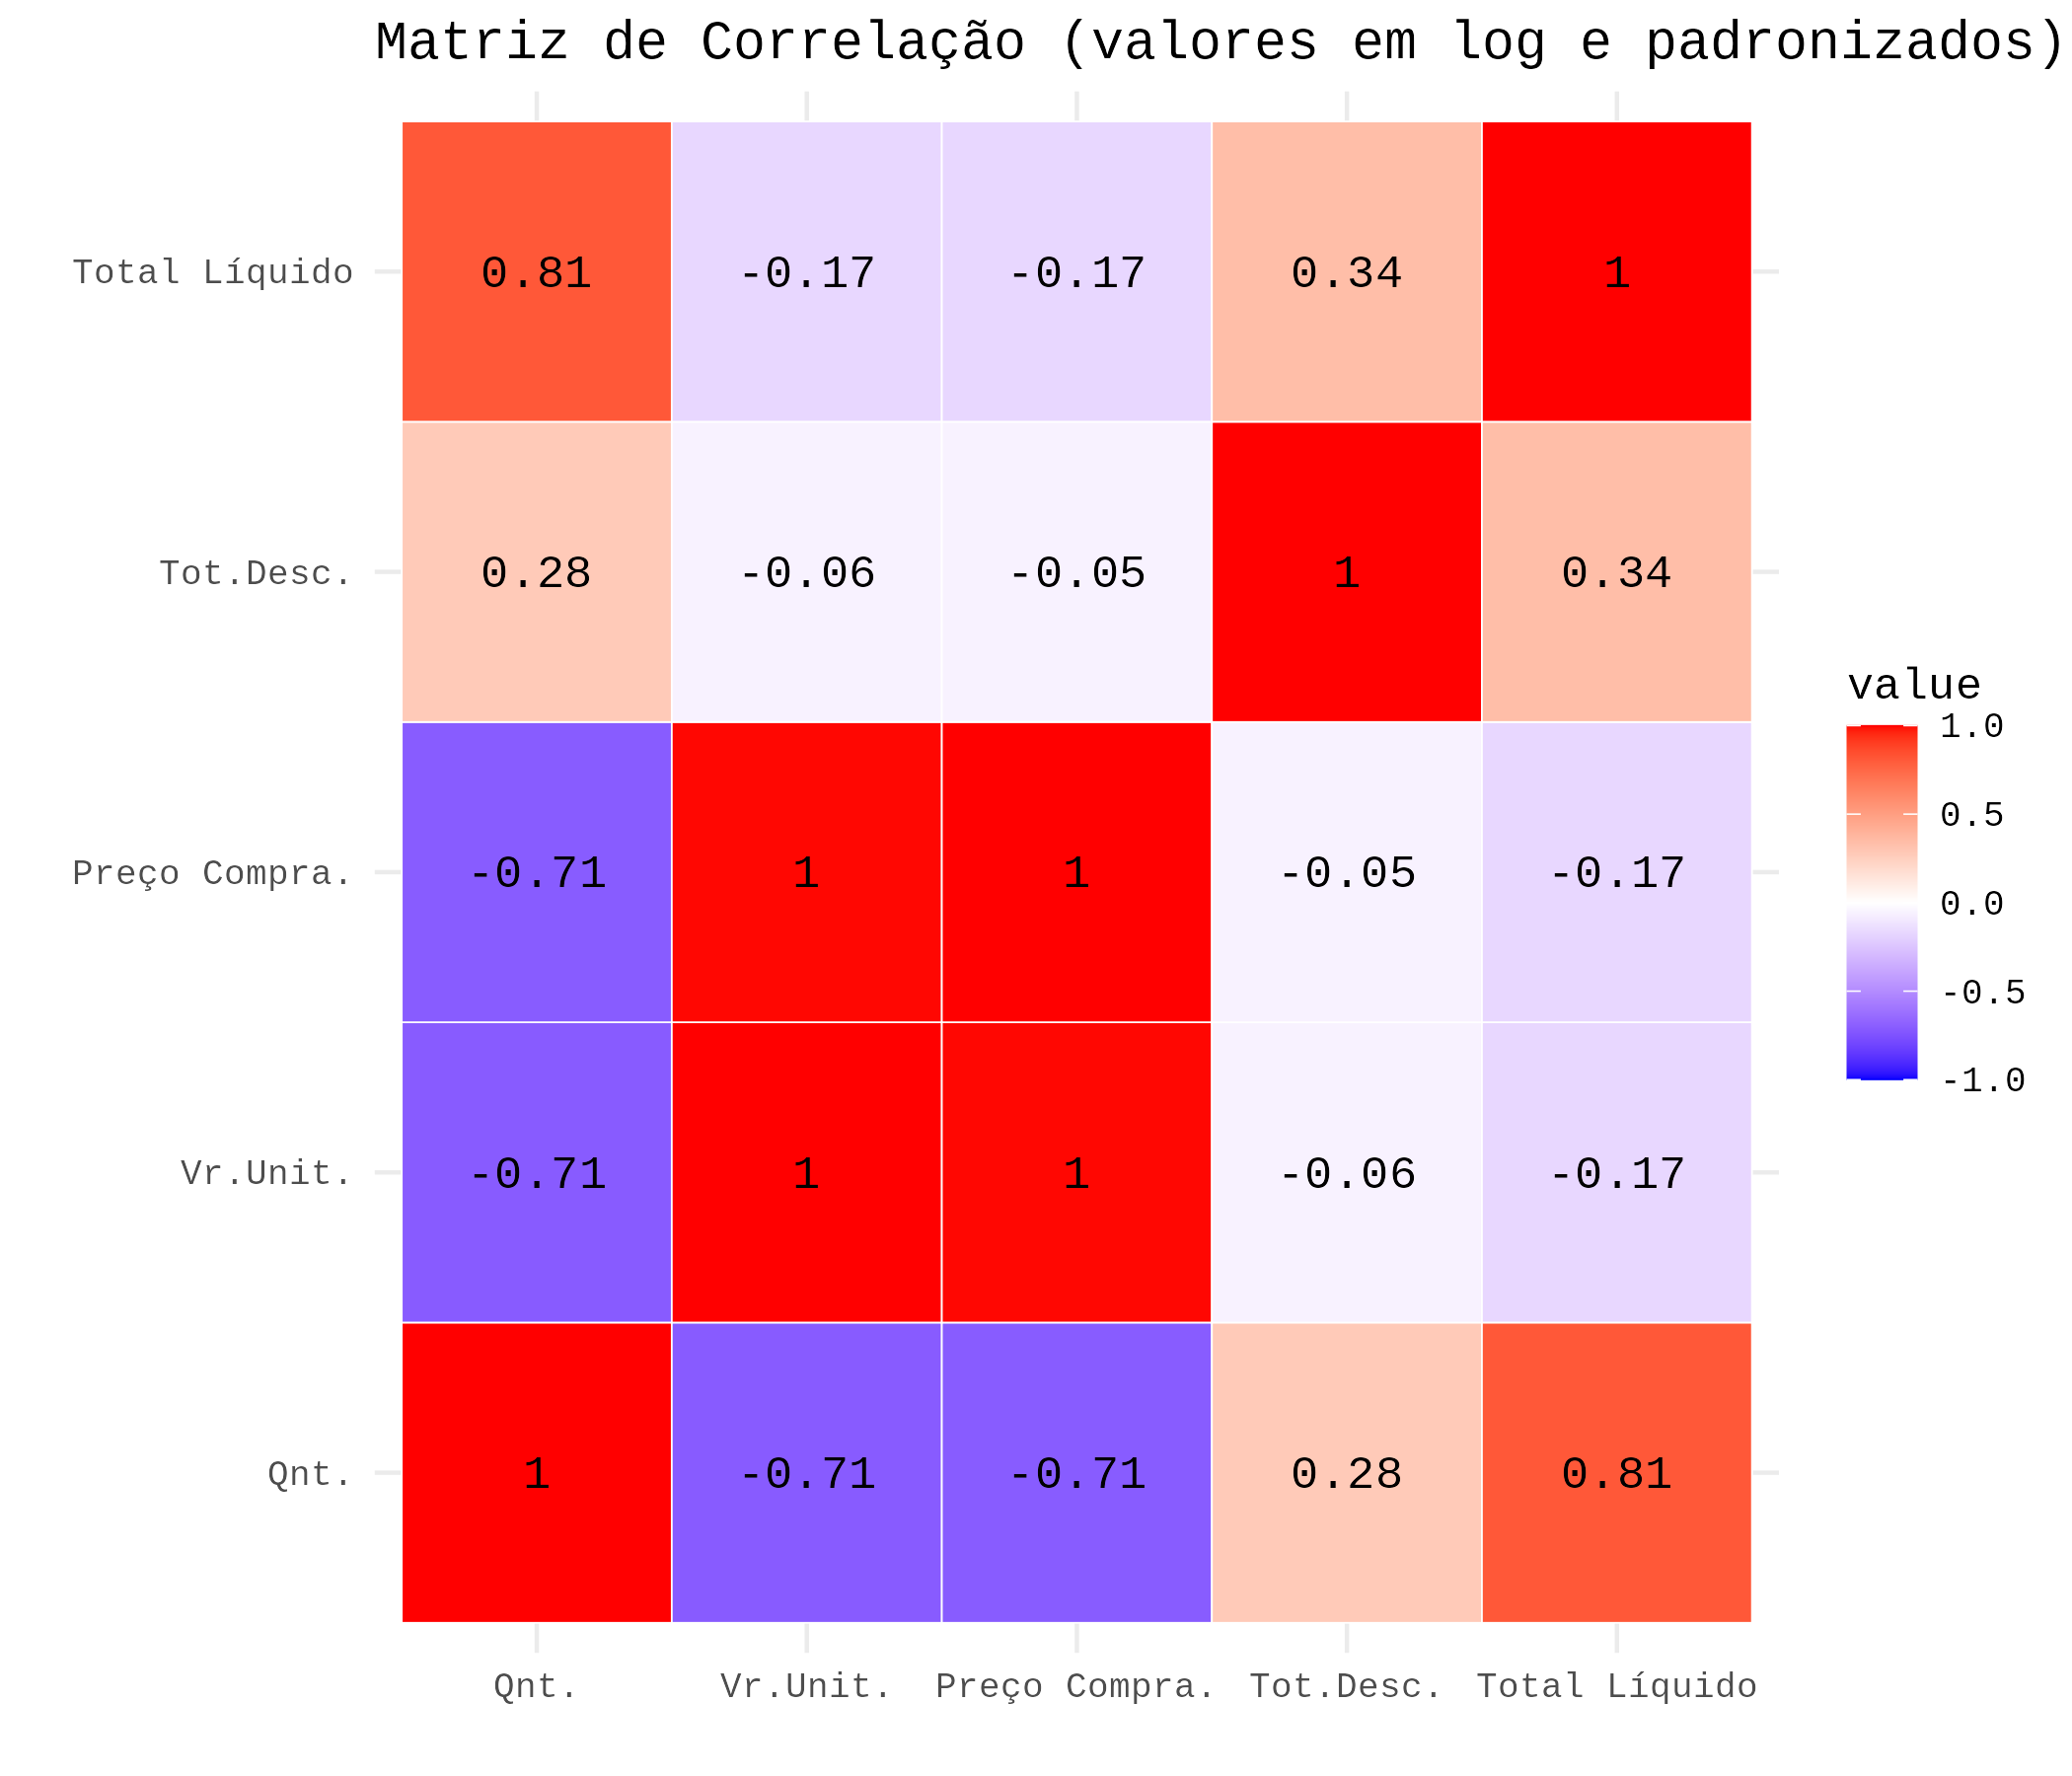 Matriz de Correlação (valores em log e padronizados)
Total Líquido 0.81 -0.17 -0.17 0.34 1
Tot.Desc. 0.28 -0.06 -0.05 1 0.34
Preço Compra. -0.71 1 1 -0.05 -0.17
Vr.Unit. -0.71 1 1 -0.06 -0.17
Qnt. 1 -0.71 -0.71 0.28 0.81
Qnt. Vr.Unit. Preço Compra. Tot.Desc. Total Líquido
value
1.0
0.5
0.0
-0.5
-1.0